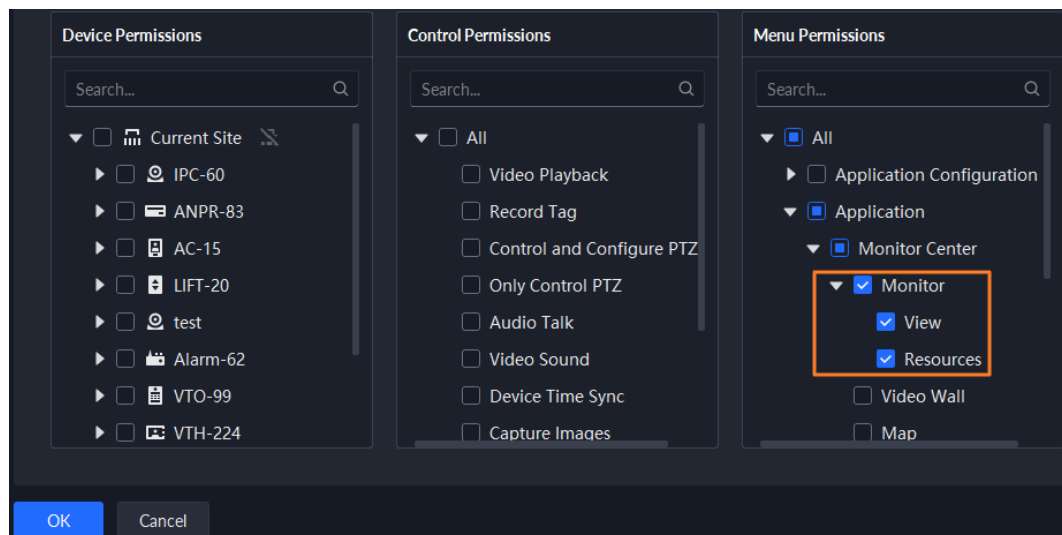 Device Permissions
Search...
Current Site
IPC-60
ANPR-83
AC-15
LIFT-20
test
Alarm-62
VTO-99
VTH-224
Control Permissions
Search...
All
Video Playback
Record Tag
Control and Configure PTZ
Only Control PTZ
Audio Talk
Video Sound
Device Time Sync
Capture Images
Menu Permissions
Search...
All
Application Configuration
Application
Monitor Center
Monitor
View
Resources
Video Wall
Map
OK
Cancel